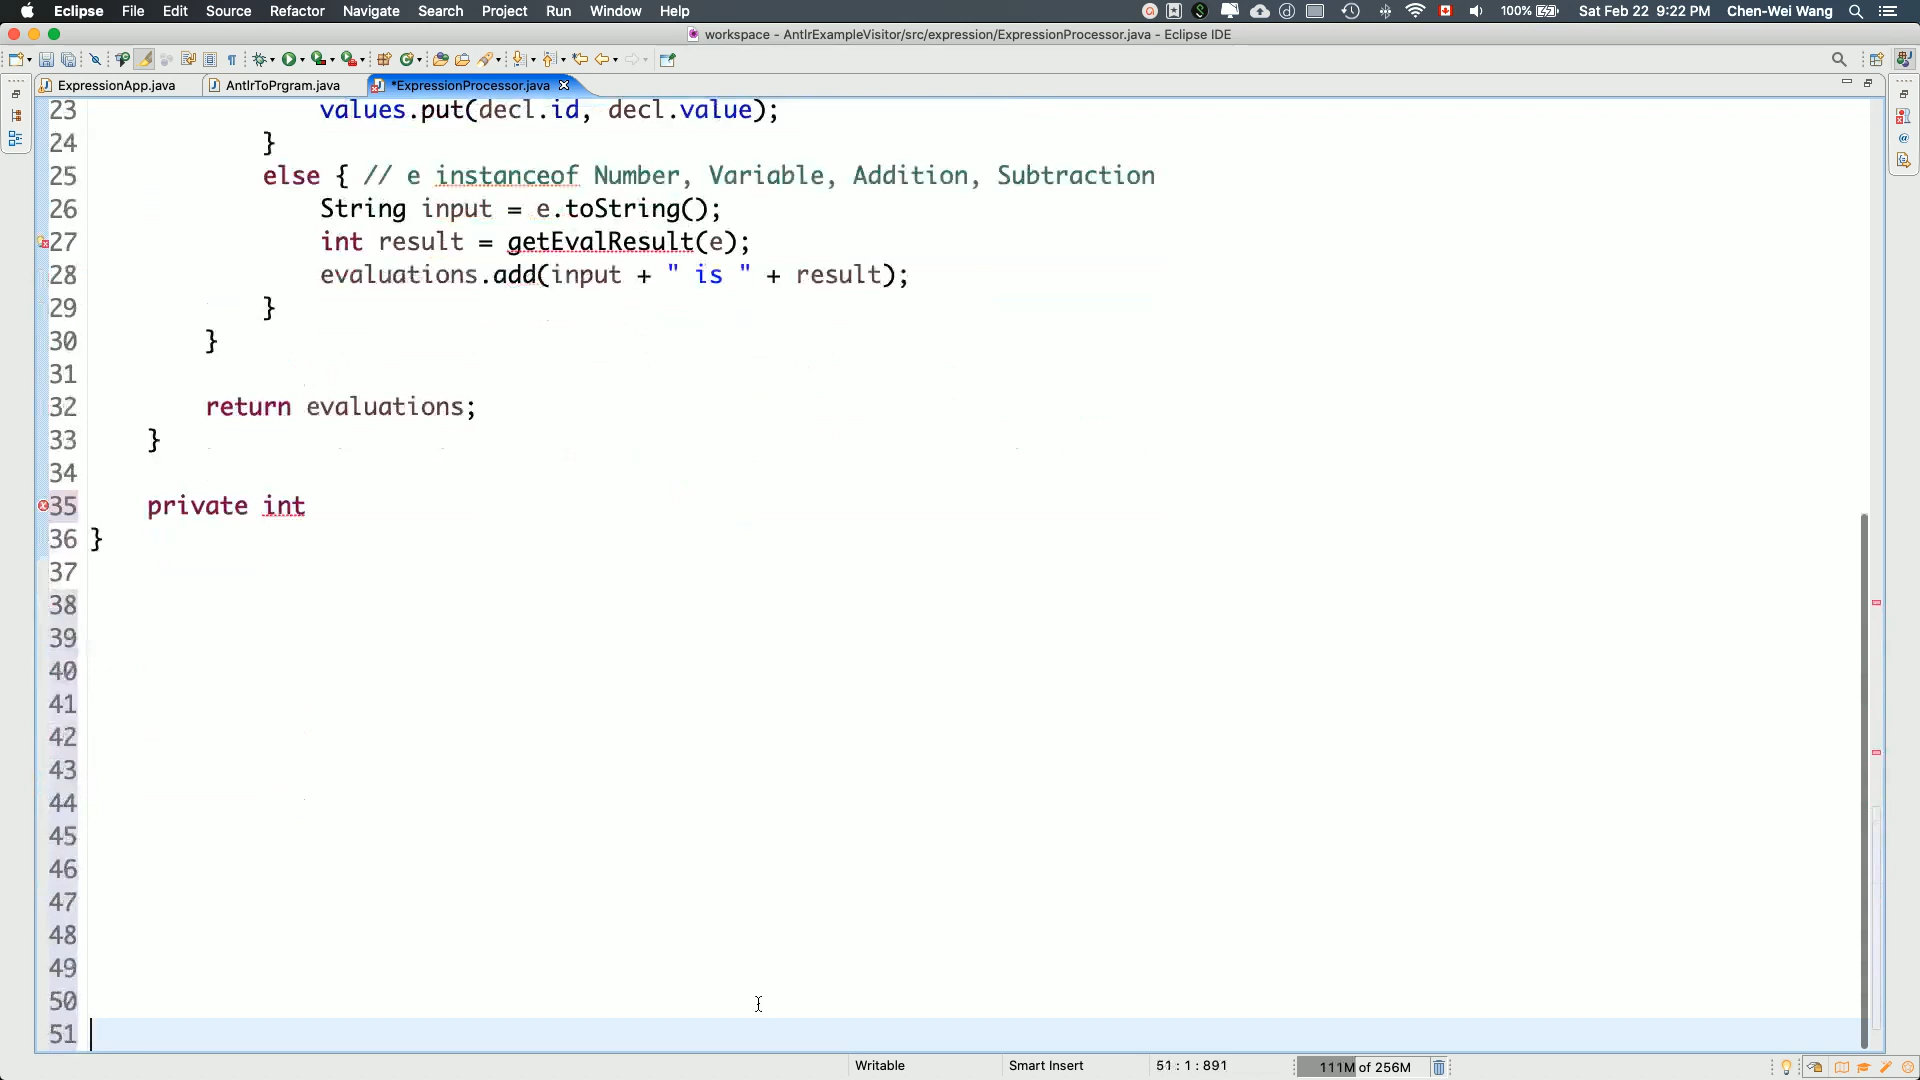 Eclipse File Edit Source Refactor Navigate Search Project Run Window Help 100% Sat Feb 22 9:22 PM Chen-Wei Wang
workspace - AntlrExampleVisitor/src/expression/ExpressionProcessor.java - Eclipse IDE
ExpressionApp.java AntlrToPrgram.java *ExpressionProcessor.java
23 values.put(decl.id, decl.value);
24 }
25 else { // e instanceof Number, Variable, Addition, Subtraction
26 String input = e.toString();
27 int result = getEvalResult(e);
28 evaluations.add(input + " is " + result);
29 }
30 }
31
32 return evaluations;
33 }
34
35 private int
36 }
37
38
39
40
41
42
43
44
45
46
47
48
49
50
51
Writable Smart Insert 51 : 1 : 891 111M of 256M